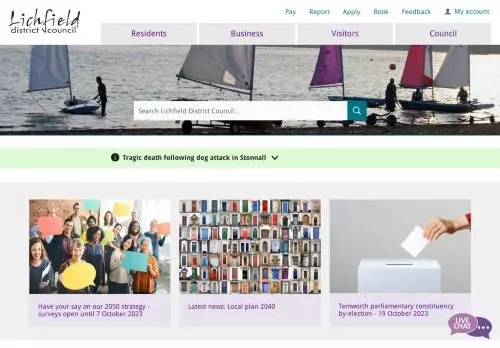 Lichfield
district council
Pay Report Apply Book Feedback My account
Residents Business Visitors Council
Search Lichfield District Council...
Tragic death following dog attack in Stonnall
Have your say on our 2050 strategy -
surveys open until 7 October 2023
Latest news: Local plan 2040
Tamworth parliamentary constituency
by-election - 19 October 2023
LIVE
CHAT